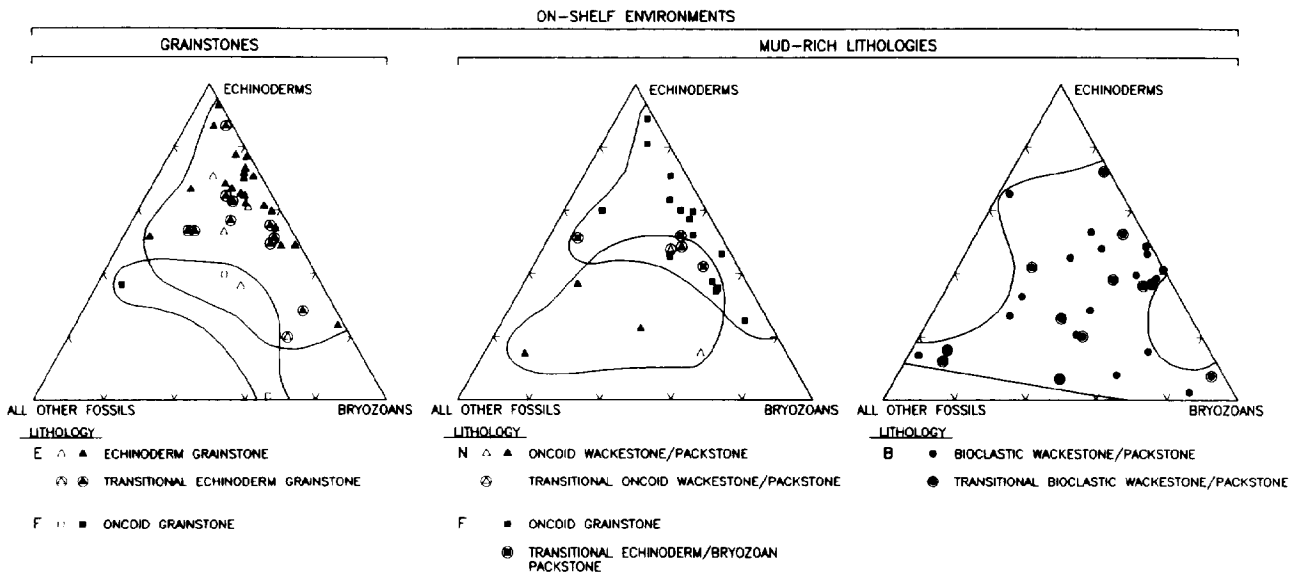 ON-SHELF ENVIRONMENTS
GRAINSTONES
MUD-RICH LITHOLOGIES
ECHINODERMS
ECHINODERMS
ECHINODERMS
ALL OTHER FOSSILS
BRYOZOANS
ALL OTHER FOSSILS
BRYOZOANS
ALL OTHER FOSSILS
BRYOZOANS
LITHOLOGY
E ECHINODERM GRAINSTONE
TRANSITIONAL ECHINODERM GRAINSTONE
F ONCOID GRAINSTONE
LITHOLOGY
N ONCOID WACKESTONE/PACKSTONE
TRANSITIONAL ONCOID WACKESTONE/PACKSTONE
F ONCOID GRAINSTONE
TRANSITIONAL ECHINODERM/BRYOZOAN
PACKSTONE
LITHOLOGY
B BIOCLASTIC WACKESTONE/PACKSTONE
TRANSITIONAL BIOCLASTIC WACKESTONE/PACKSTONE